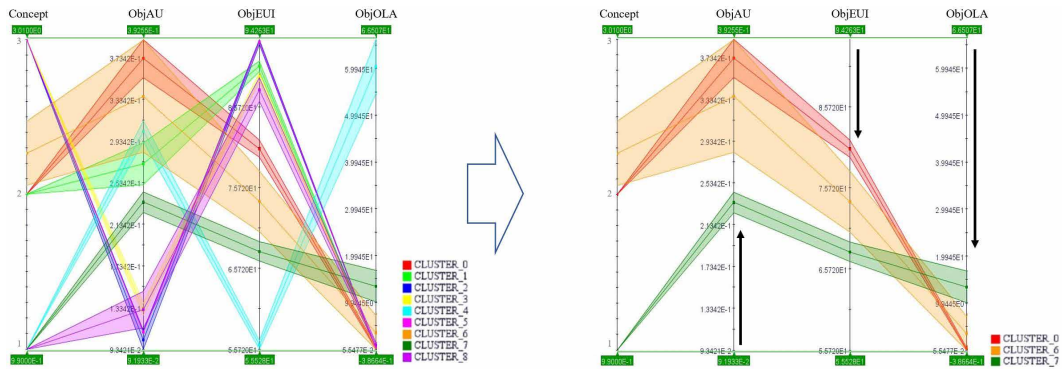 Concept ObjAU ObjEUI ObjOLA
3.0100E0 3.9255E-1 9.4263E1 6.6507E1
3
3.7342E-1
5.9945E1
3.3342E-1
8.5720E1
4.9945E1
2.9342E-1
3.9945E1
2
2.5342E-1
7.5720E1
2.9945E1
2.1342E-1
1.7342E-1
6.5720E1
1.9945E1
1.3342E-1
9.9445E0
1
9.3421E-2
5.5720E1
5.5477E-2
9.9000E-1 9.1933E-2 5.5528E1 -3.8664E-1
CLUSTER_0
CLUSTER_1
CLUSTER_2
CLUSTER_3
CLUSTER_4
CLUSTER_5
CLUSTER_6
CLUSTER_7
CLUSTER_8
Concept ObjAU ObjEUI ObjOLA
3.0100E0 3.9255E-1 9.4263E1 6.6507E1
3
3.7342E-1
5.9945E1
3.3342E-1
8.5720E1
4.9945E1
2.9342E-1
3.9945E1
2
2.5342E-1
7.5720E1
2.9945E1
2.1342E-1
1.7342E-1
6.5720E1
1.9945E1
1.3342E-1
9.9445E0
1
9.3421E-2
5.5720E1
5.5477E-2
9.9000E-1 9.1933E-2 5.5528E1 -3.8664E-1
CLUSTER_0
CLUSTER_6
CLUSTER_7